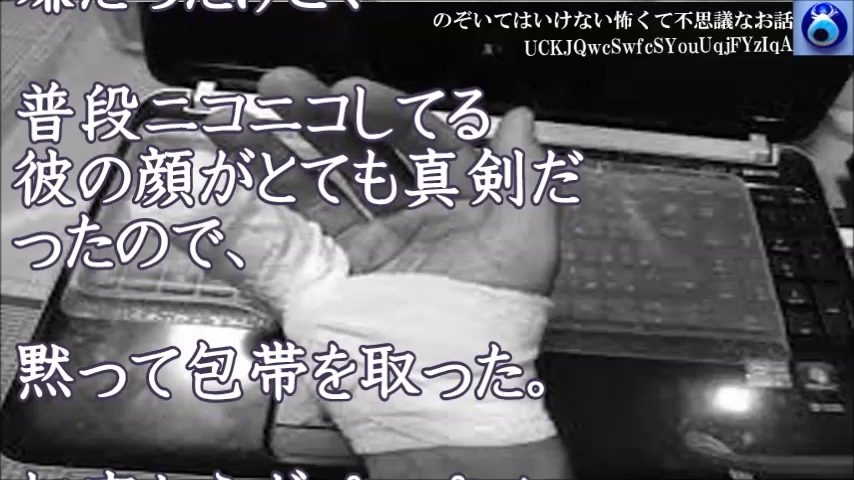 のぞいてはいけない怖くて不思議なお話
UCKJQwcSwfcSYouUqjFYzIqA
普段ニコニコしてる
彼の顔がとても真剣だ
ったので、
黙って包帯を取った。